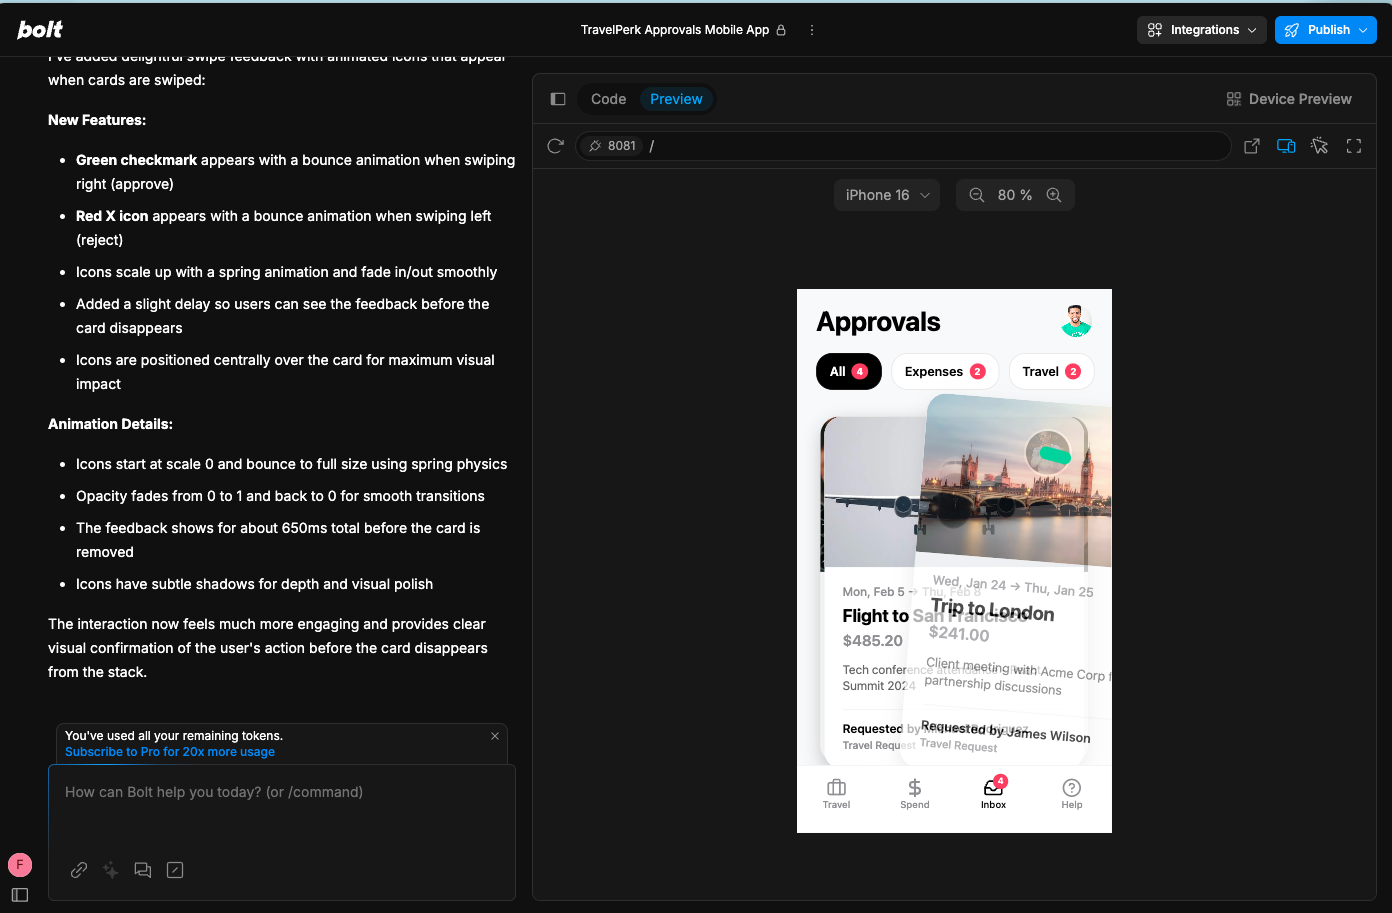 bolt
TravelPerk Approvals Mobile App
Integrations
Publish
I've added delightful swipe feedback with animated icons that appear
when cards are swiped:
New Features:
• Green checkmark appears with a bounce animation when swiping
right (approve)
• Red X icon appears with a bounce animation when swiping left
(reject)
• Icons scale up with a spring animation and fade in/out smoothly
• Added a slight delay so users can see the feedback before the
card disappears
• Icons are positioned centrally over the card for maximum visual
impact
Animation Details:
• Icons start at scale 0 and bounce to full size using spring physics
• Opacity fades from 0 to 1 and back to 0 for smooth transitions
• The feedback shows for about 650ms total before the card is
removed
• Icons have subtle shadows for depth and visual polish
The interaction now feels much more engaging and provides clear
visual confirmation of the user's action before the card disappears
from the stack.
You've used all your remaining tokens.
Subscribe to Pro for 20x more usage
How can Bolt help you today? (or /command)
F
Code
Preview
Device Preview
8081
/
iPhone 16
80 %
Approvals
All 4
Expenses 2
Travel 2
Wed, Jan 24 → Thu, Jan 25
Trip to London
$241.00
Client meeting with Acme Corp f
partnership discussions
Requested by James Wilson
Travel Request
Mon, Feb 5 → Thu, Feb 8
Flight to San Francisco
$485.20
Tech conference attendance -
Summit 2024
Requested by
Travel Request
Travel
Spend
4
Inbox
Help